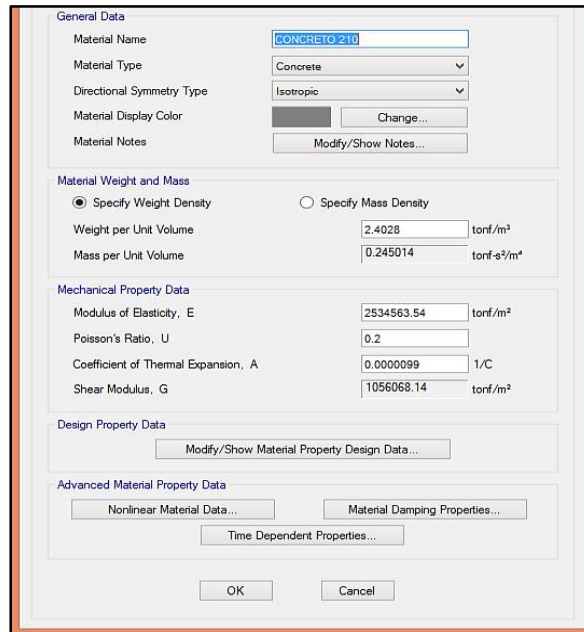 General Data
Material Name CONCRETO 210
Material Type Concrete
Directional Symmetry Type Isotropic
Material Display Color Change...
Material Notes Modify/Show Notes...
Material Weight and Mass
Specify Weight Density Specify Mass Density
Weight per Unit Volume 2.4028 tonf/m³
Mass per Unit Volume 0.245014 tonf-s²/m⁴
Mechanical Property Data
Modulus of Elasticity, E 2534563.54 tonf/m²
Poisson's Ratio, U 0.2
Coefficient of Thermal Expansion, A 0.0000099 1/C
Shear Modulus, G 1056068.14 tonf/m²
Design Property Data
Modify/Show Material Property Design Data...
Advanced Material Property Data
Nonlinear Material Data... Material Damping Properties...
Time Dependent Properties...
OK Cancel